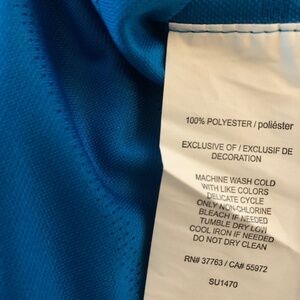 100% POLYESTER / poliéster
EXCLUSIVE OF / EXCLUSIF DE
DECORATION
MACHINE WASH COLD
WITH LIKE COLORS
DELICATE CYCLE
ONLY NON-CHLORINE
BLEACH IF NEEDED
TUMBLE DRY LOW
COOL IRON IF NEEDED
DO NOT DRY CLEAN
RN# 37763 / CA# 55972
SU1470